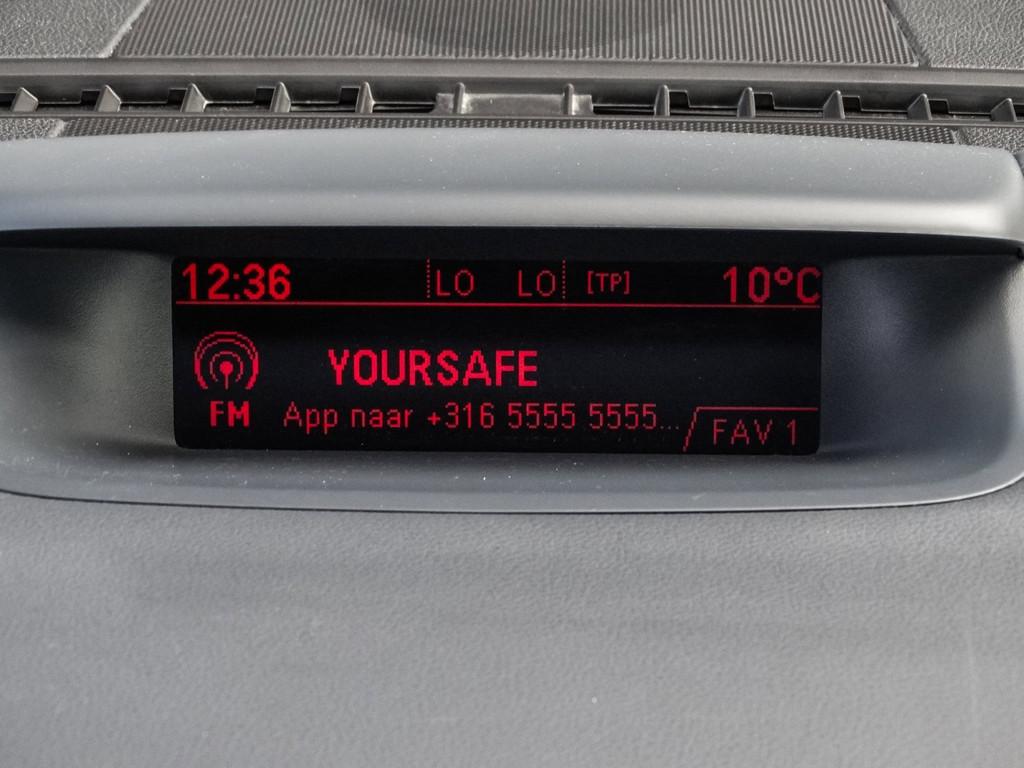 12:36 LO LO [TP] 10°C
YOURSAFE
FM App naar +316 5555 5555...
FAV 1